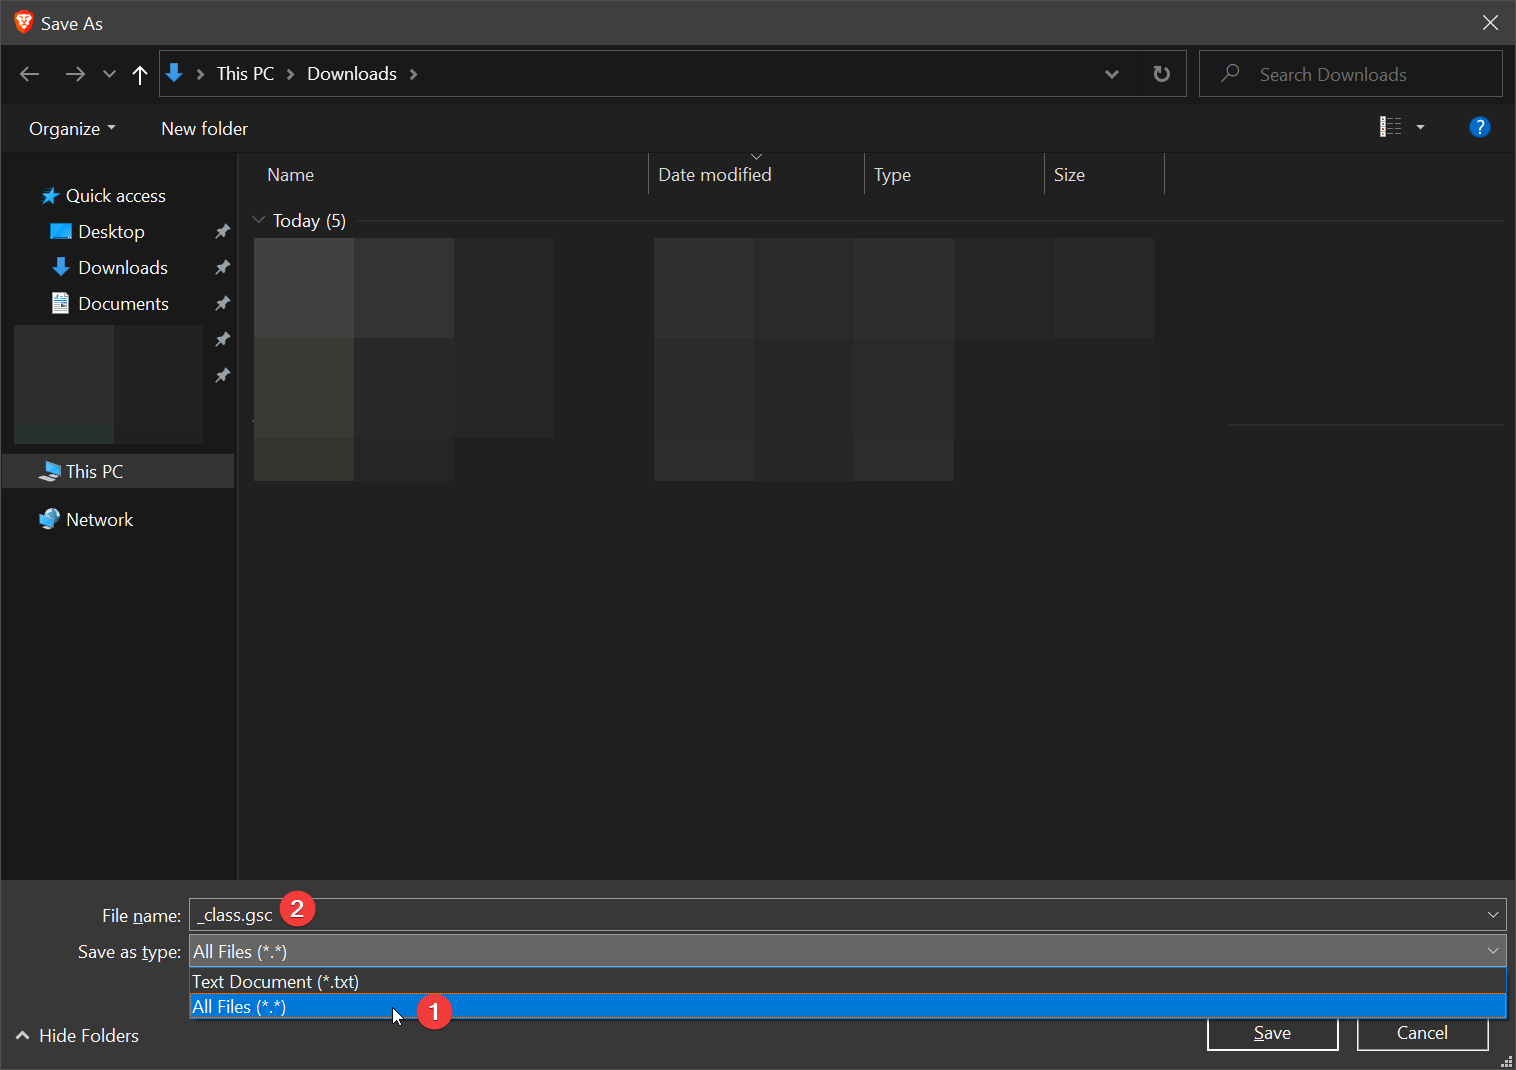 Save As
This PC
Downloads
Search Downloads
Organize
New folder
?
Name
Date modified
Type
Size
Quick access
Today (5)
Desktop
Downloads
Documents
This PC
Network
File name:
_class.gsc
2
Save as type:
All Files (*.*)
Text Document (*.txt)
All Files (*.*)
1
Hide Folders
Save
Cancel